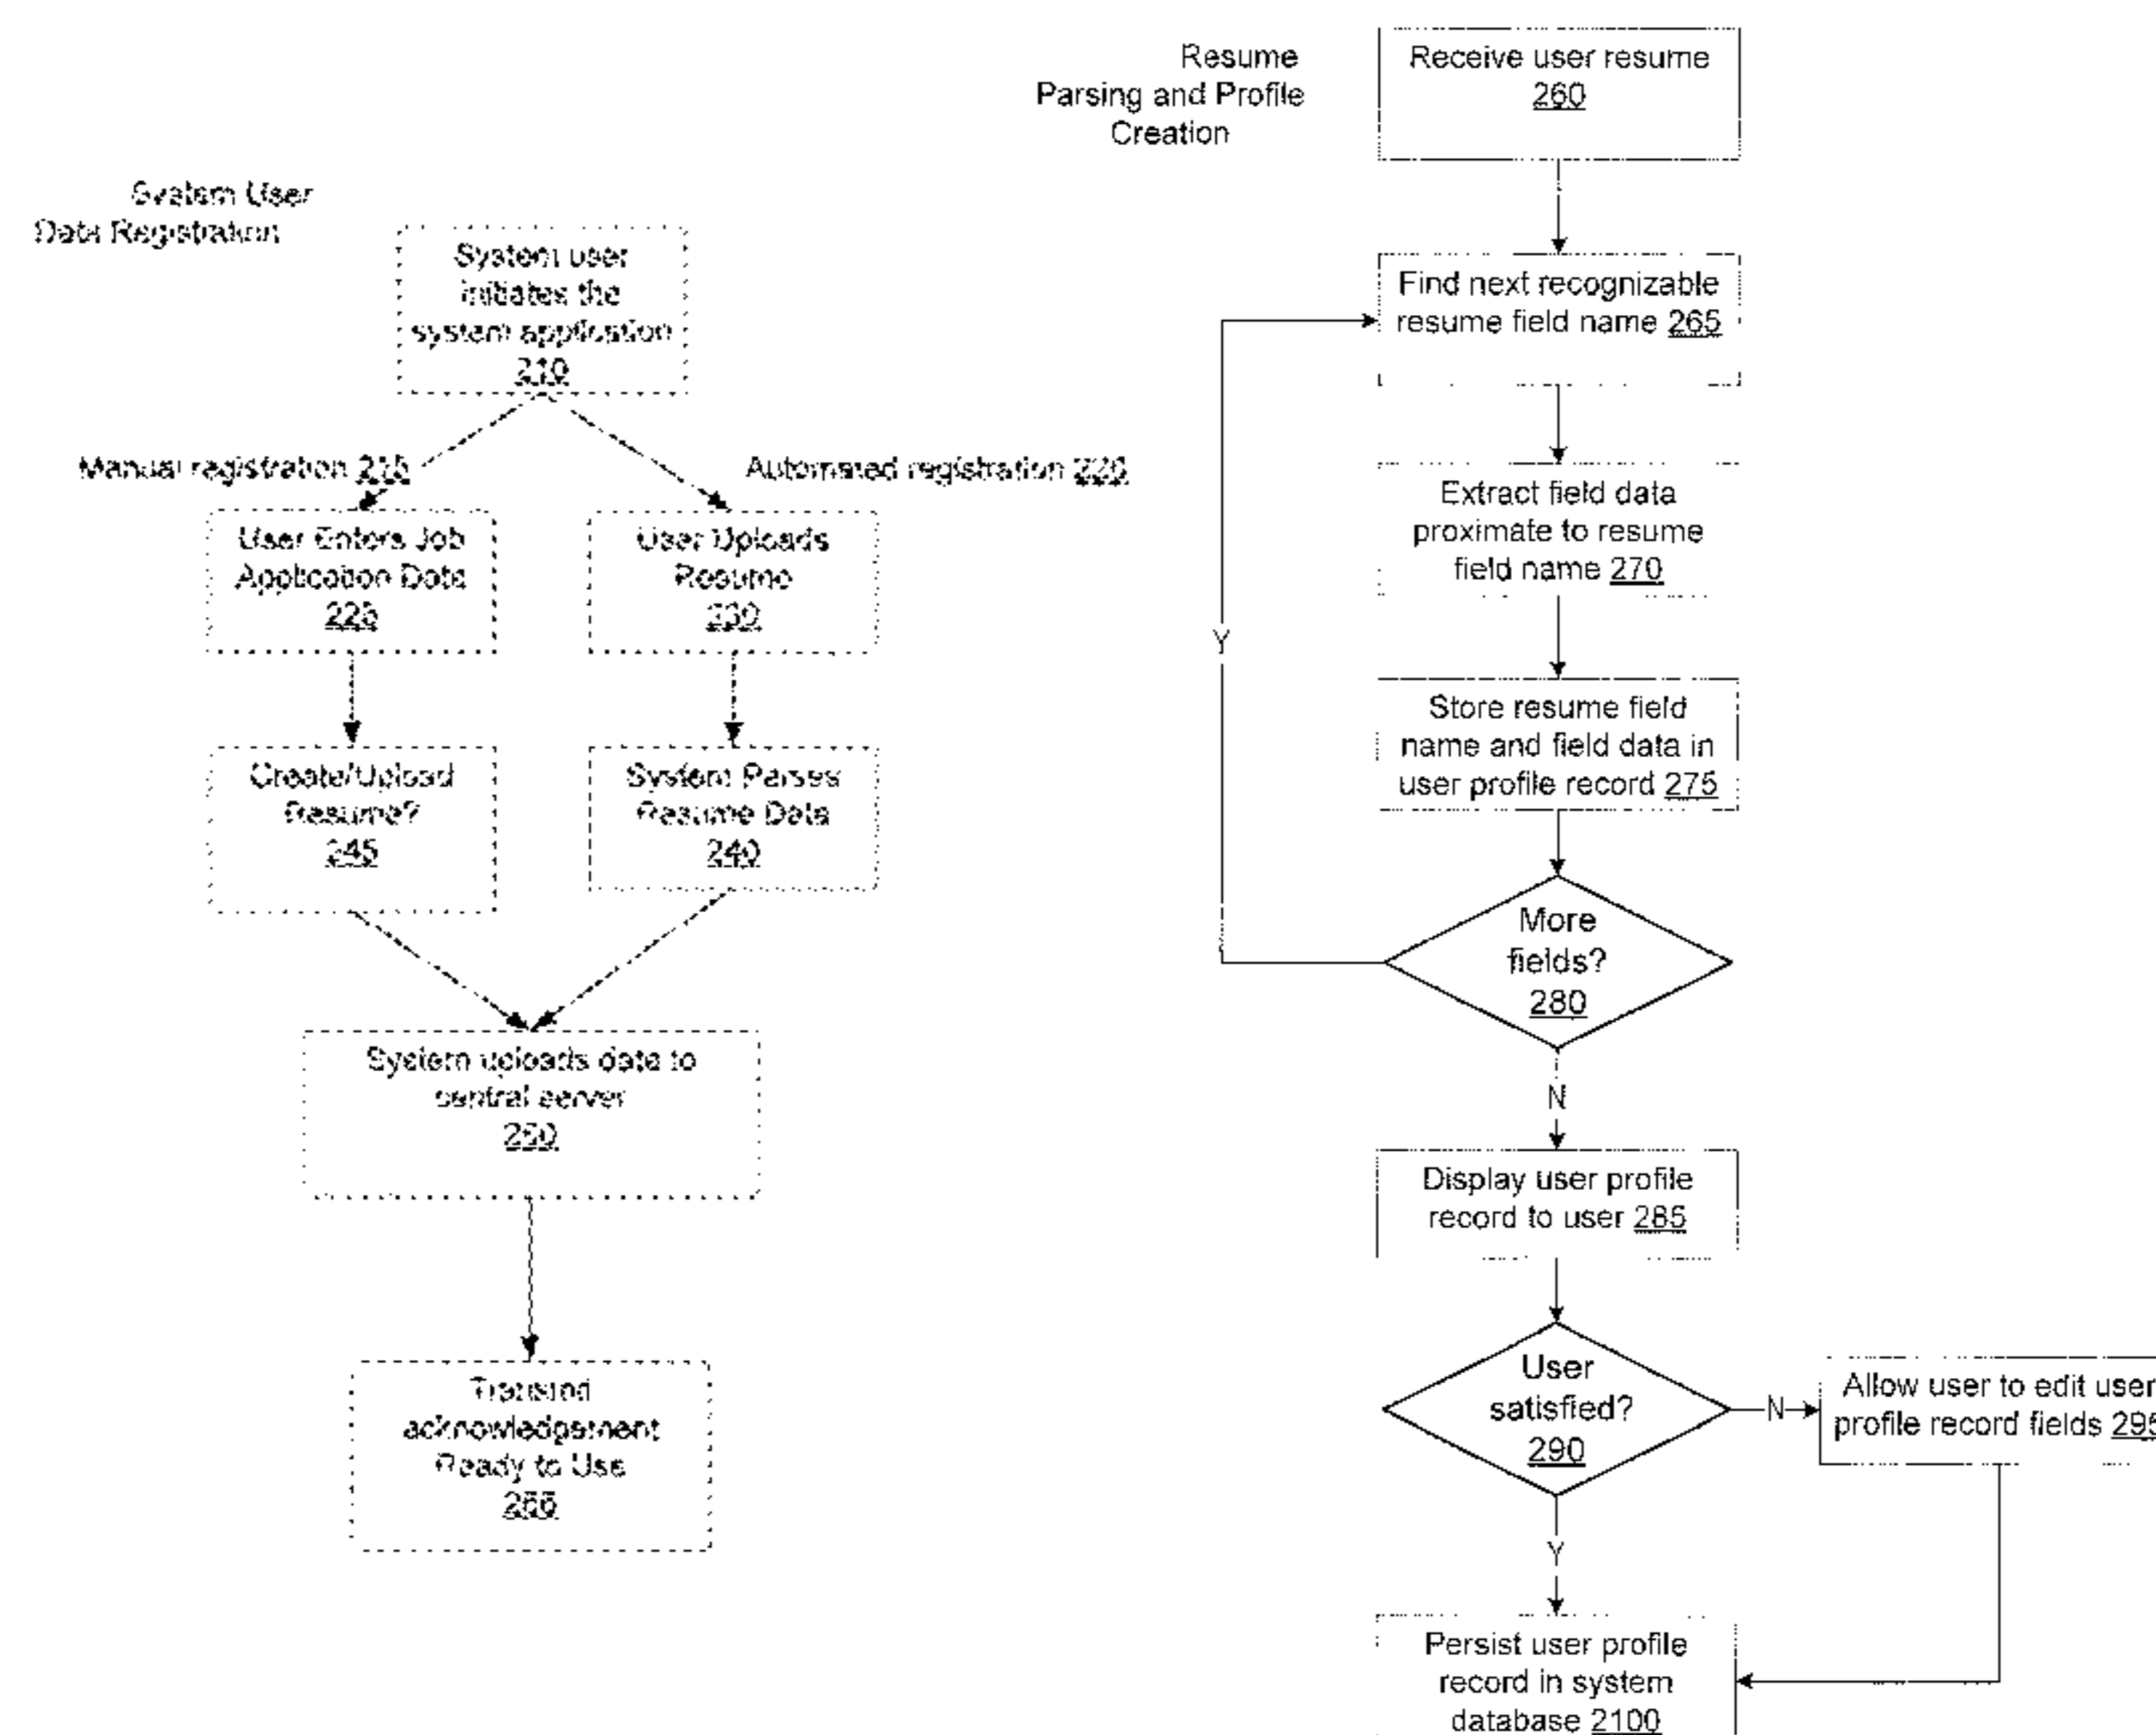 System User
Data Registration
System user
initiates the
system application
210
Manual registration 215
Automated registration 220
User Enters Job
Application Data
225
User Uploads
Resume
230
Create/Upload
Resume?
245
System Parses
Resume Data
240
System uploads data to
central server
250
Transmit
acknowledgement
Ready to Use
255
Resume
Parsing and Profile
Creation
Receive user resume
260
Find next recognizable
resume field name 265
Extract field data
proximate to resume
field name 270
Store resume field
name and field data in
user profile record 275
Y
More
fields?
280
N
Display user profile
record to user 285
User
satisfied?
290
N
Allow user to edit user
profile record fields 295
Y
Persist user profile
record in system
database 2100